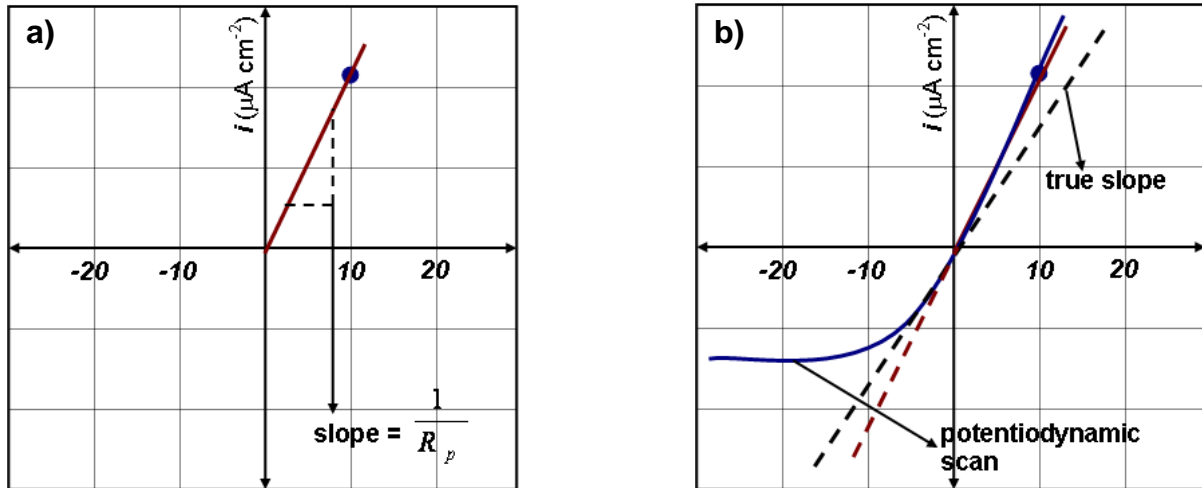 a)
i (μA cm-2)
-20 -10 10 20
slope = 1
R p
b)
i (μA cm-2)
true slope
-20 -10 10 20
potentiodynamic
scan